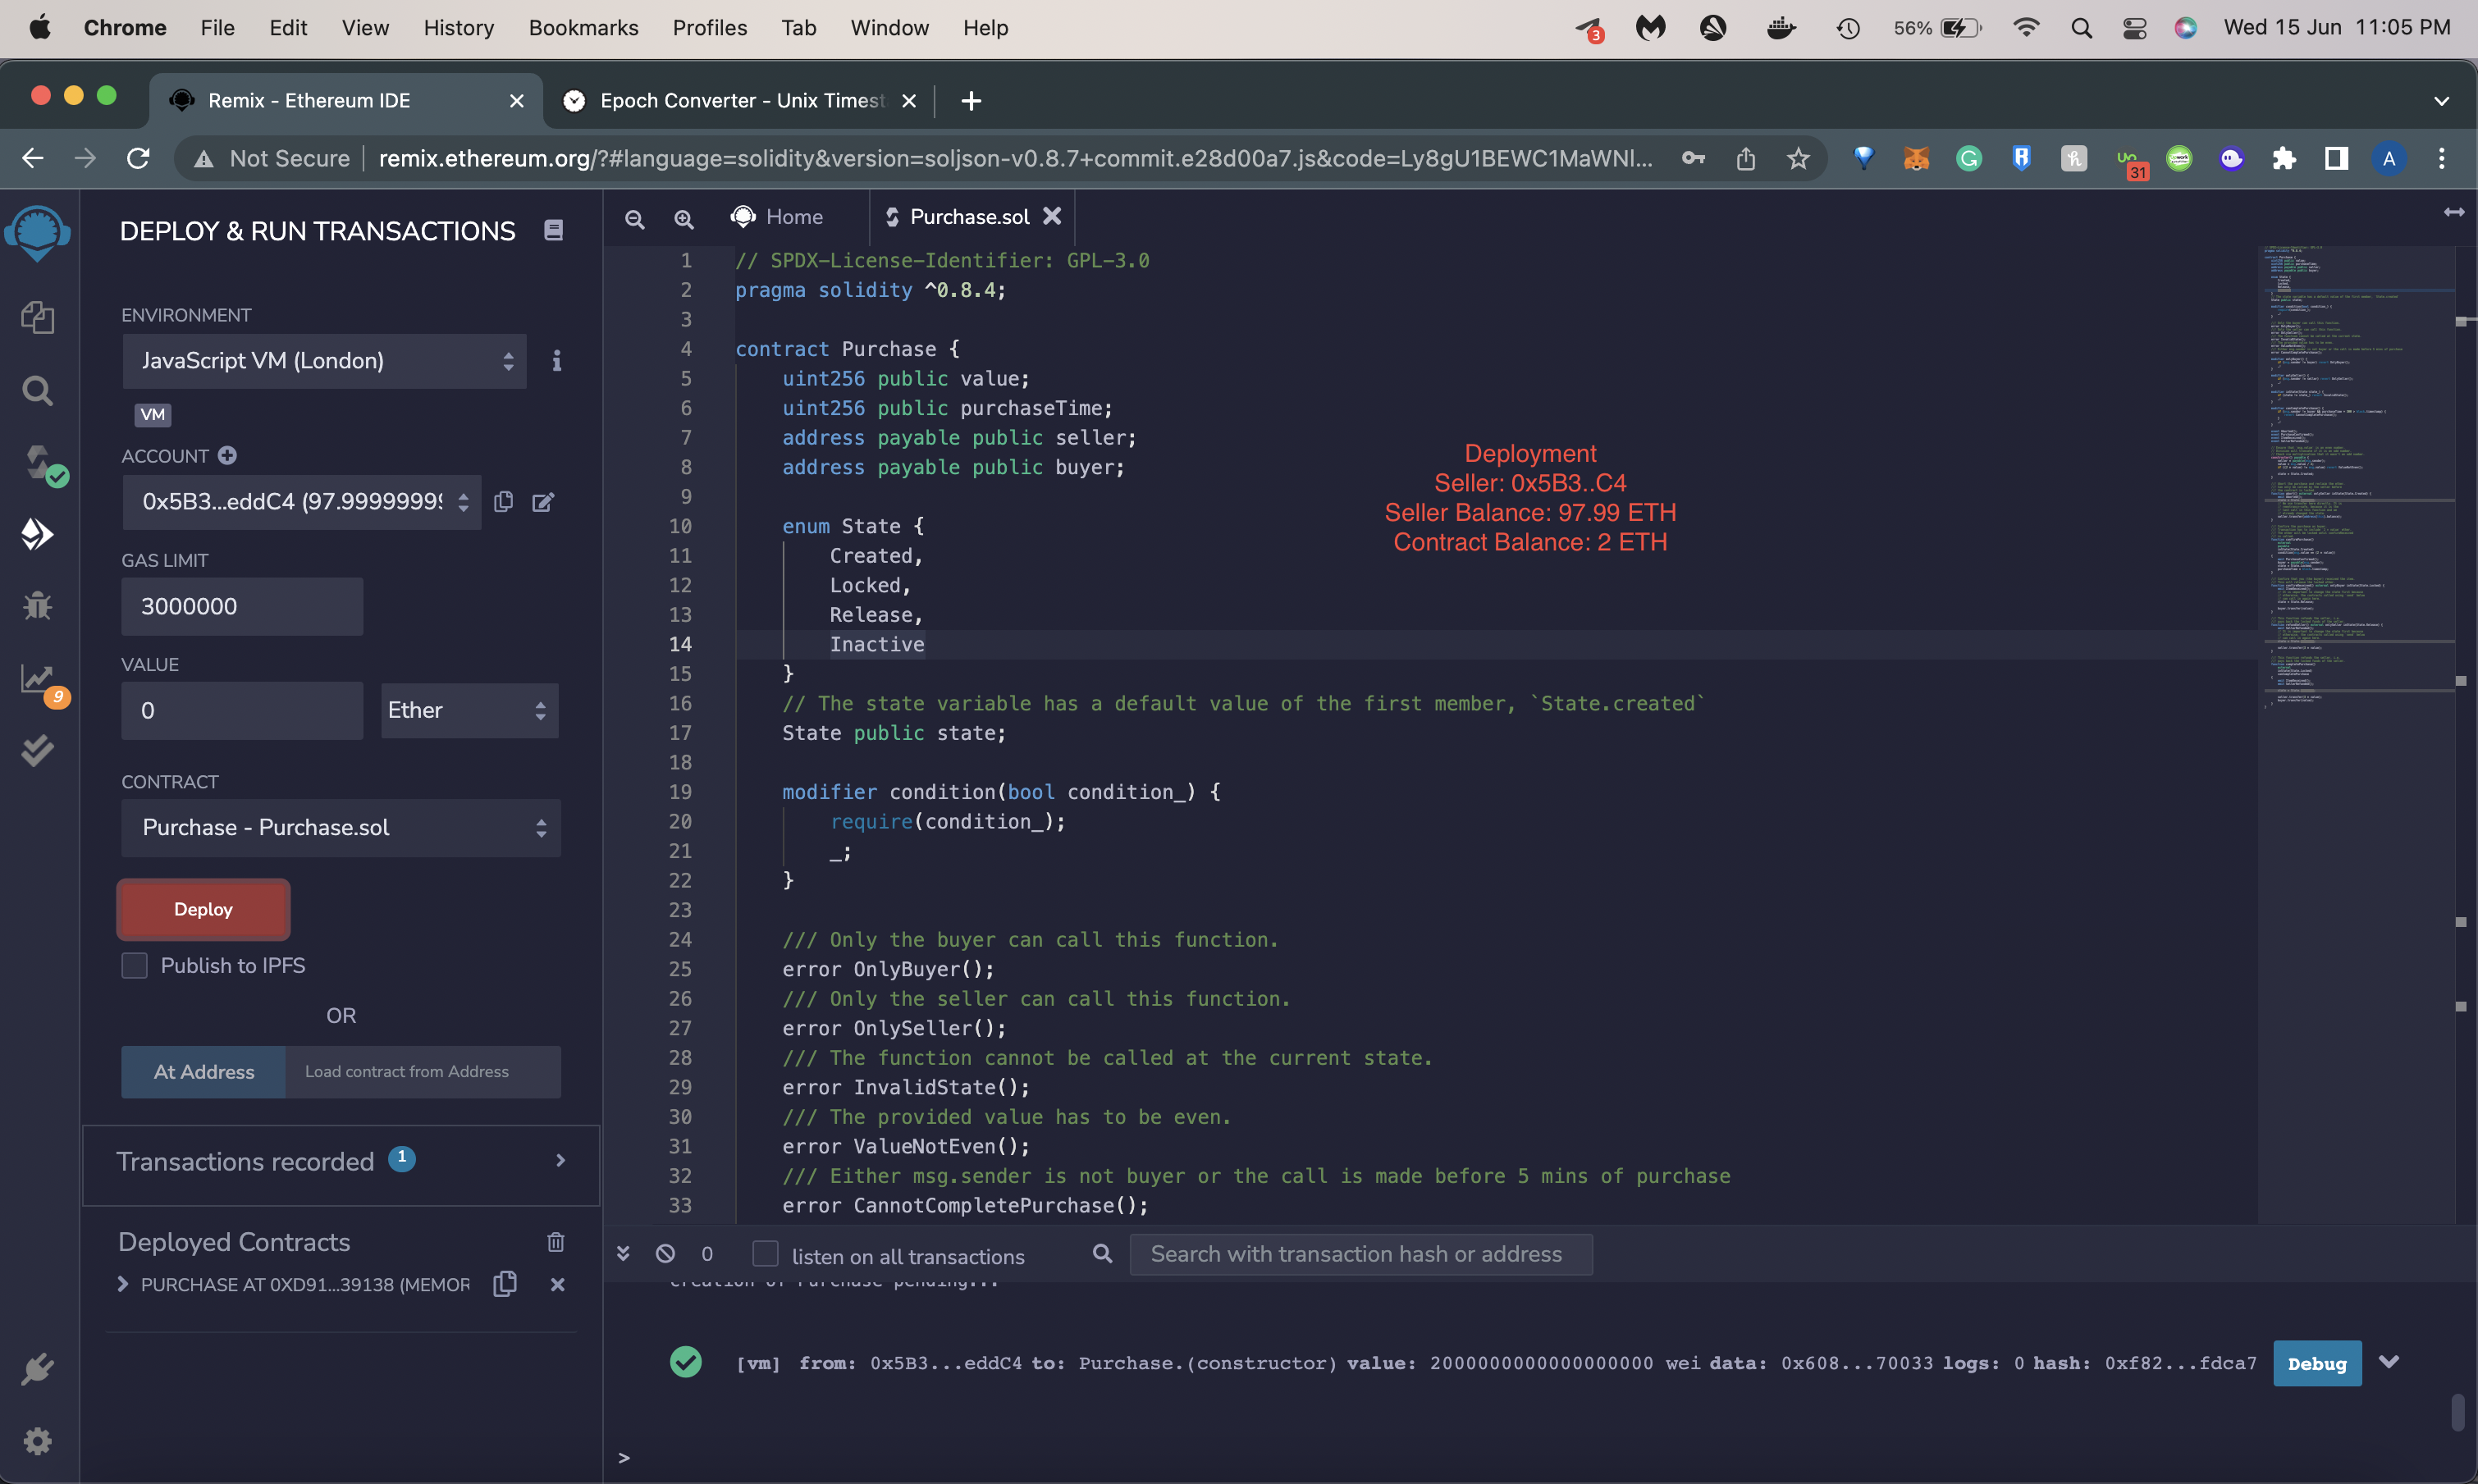 Chrome File Edit View History Bookmarks Profiles Tab Window Help 3 56% Wed 15 Jun 11:05 PM
Remix - Ethereum IDE Epoch Converter - Unix Timest
Not Secure remix.ethereum.org/?#language=solidity&version=soljson-v0.8.7+commit.e28d00a7.js&code=Ly8gU1BEWC1MaWNl... 31 A
DEPLOY & RUN TRANSACTIONS
ENVIRONMENT
JavaScript VM (London)
VM
ACCOUNT
0x5B3...eddC4 (97.99999999
GAS LIMIT
3000000
VALUE
0 Ether
CONTRACT
Purchase - Purchase.sol
Deploy
Publish to IPFS
OR
At Address Load contract from Address
Transactions recorded 1
Deployed Contracts
PURCHASE AT 0XD91...39138 (MEMOR
9
Home Purchase.sol
1 // SPDX-License-Identifier: GPL-3.0
2 pragma solidity ^0.8.4;
3
4 contract Purchase {
5 uint256 public value;
6 uint256 public purchaseTime;
7 address payable public seller;
8 address payable public buyer;
9
10 enum State {
11 Created,
12 Locked,
13 Release,
14 Inactive
15 }
16 // The state variable has a default value of the first member, `State.created`
17 State public state;
18
19 modifier condition(bool condition_) {
20 require(condition_);
21 _;
22 }
23
24 /// Only the buyer can call this function.
25 error OnlyBuyer();
26 /// Only the seller can call this function.
27 error OnlySeller();
28 /// The function cannot be called at the current state.
29 error InvalidState();
30 /// The provided value has to be even.
31 error ValueNotEven();
32 /// Either msg.sender is not buyer or the call is made before 5 mins of purchase
33 error CannotCompletePurchase();
Deployment
Seller: 0x5B3..C4
Seller Balance: 97.99 ETH
Contract Balance: 2 ETH
0 listen on all transactions Search with transaction hash or address
creation of Purchase pending...
[vm] from: 0x5B3...eddC4 to: Purchase.(constructor) value: 2000000000000000000 wei data: 0x608...70033 logs: 0 hash: 0xf82...fdca7 Debug
>